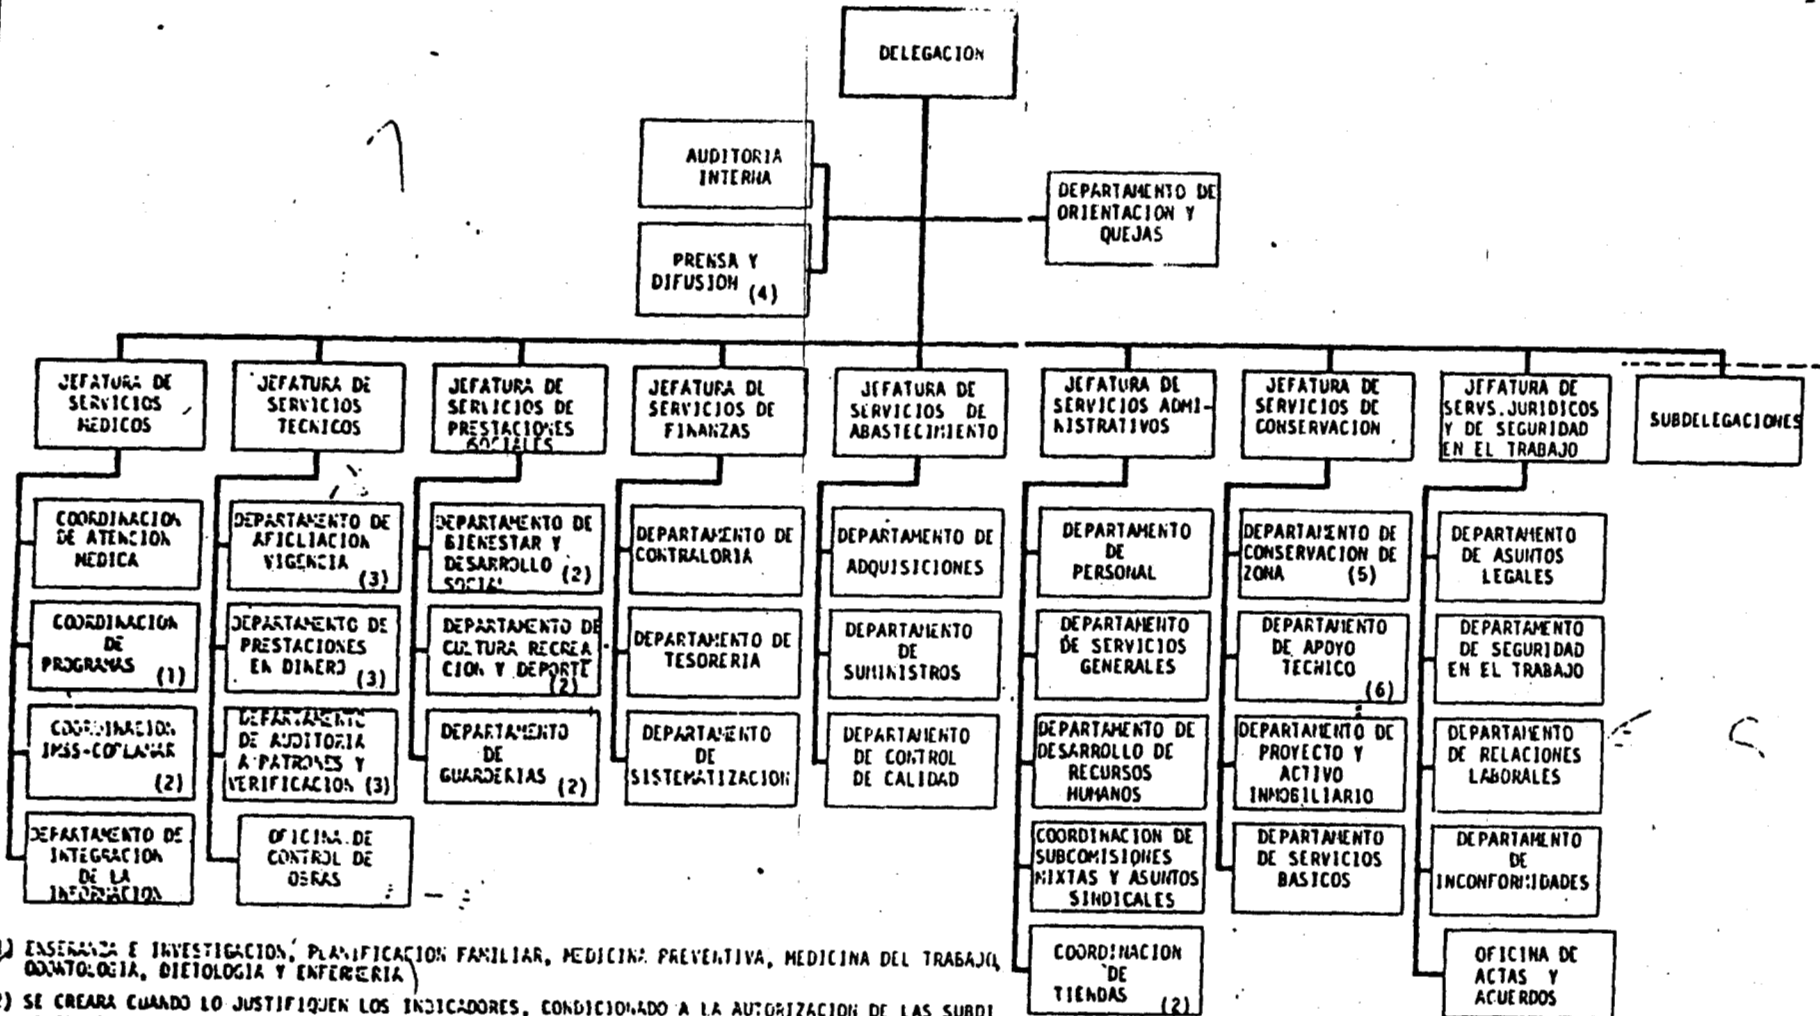 DELEGACION
AUDITORIA
INTERNA
PRENSA Y
DIFUSION (4)
DEPARTAMENTO DE
ORIENTACION Y
QUEJAS
JEFATURA DE
SERVICIOS
MEDICOS
JEFATURA DE
SERVICIOS
TECNICOS
JEFATURA DE
SERVICIOS DE
PRESTACIONES
SOCIALES
JEFATURA DE
SERVICIOS DE
FINANZAS
JEFATURA DE
SERVICIOS DE
ABASTECIMIENTO
JEFATURA DE
SERVICIOS ADMI-
NISTRATIVOS
JEFATURA DE
SERVICIOS DE
CONSERVACION
JEFATURA DE
SERVS.JURIDICOS
Y DE SEGURIDAD
EN EL TRABAJO
SUBDELEGACIONES
COORDINACION
DE ATENCION
MEDICA
COORDINACION
DE
PROGRAMAS (1)
COORDINACION
IMSS-COPLAMAR
(2)
DEPARTAMENTO DE
INTEGRACION
DE LA
INFORMACION
DEPARTAMENTO DE
AFICLIACION
VIGENCIA (3)
DEPARTAMENTO DE
PRESTACIONES
EN DINERO (3)
DEPARTAMENTO
DE AUDITORIA
A PATRONES Y
VERIFICACION (3)
OFICINA DE
CONTROL DE
OBRAS
DEPARTAMENTO DE
BIENESTAR Y
DESARROLLO
SOCIAL (2)
DEPARTAMENTO DE
CULTURA RECREA
CION Y DEPORTE
(2)
DEPARTAMENTO
DE
GUARDERIAS (2)
DEPARTAMENTO DE
CONTRALORIA
DEPARTAMENTO DE
TESORERIA
DEPARTAMENTO
DE
SISTEMATIZACION
DEPARTAMENTO DE
ADQUISICIONES
DEPARTAMENTO
DE
SUMINISTROS
DEPARTAMENTO
DE CONTROL
DE CALIDAD
DEPARTAMENTO
DE
PERSONAL
DEPARTAMENTO
DE SERVICIOS
GENERALES
DEPARTAMENTO DE
DESARROLLO DE
RECURSOS
HUMANOS
COORDINACION DE
SUBCOMISIONES
MIXTAS Y ASUNTOS
SINDICALES
COORDINACION
DE
TIENDAS (2)
DEPARTAMENTO DE
CONSERVACION DE
ZONA (5)
DEPARTAMENTO
DE APOYO
TECNICO
(6)
DEPARTAMENTO DE
PROYECTO Y
ACTIVO
INMOBILIARIO
DEPARTAMENTO
DE SERVICIOS
BASICOS
DEPARTAMENTO
DE ASUNTOS
LEGALES
DEPARTAMENTO
DE SEGURIDAD
EN EL TRABAJO
DEPARTAMENTO
DE RELACIONES
LABORALES
DEPARTAMENTO
DE
INCONFORMIDADES
OFICINA DE
ACTAS Y
ACUERDOS
1) ENSEÑANZA E INVESTIGACION, PLANIFICACION FAMILIAR, MEDICINA PREVENTIVA, MEDICINA DEL TRABAJO,
ODONTOLOGIA, DIETOLOGIA Y ENFERMERIA)
2) SE CREARA CUANDO LO JUSTIFIQUEN LOS INDICADORES, CONDICIONADO A LA AUTORIZACION DE LAS SUBDI